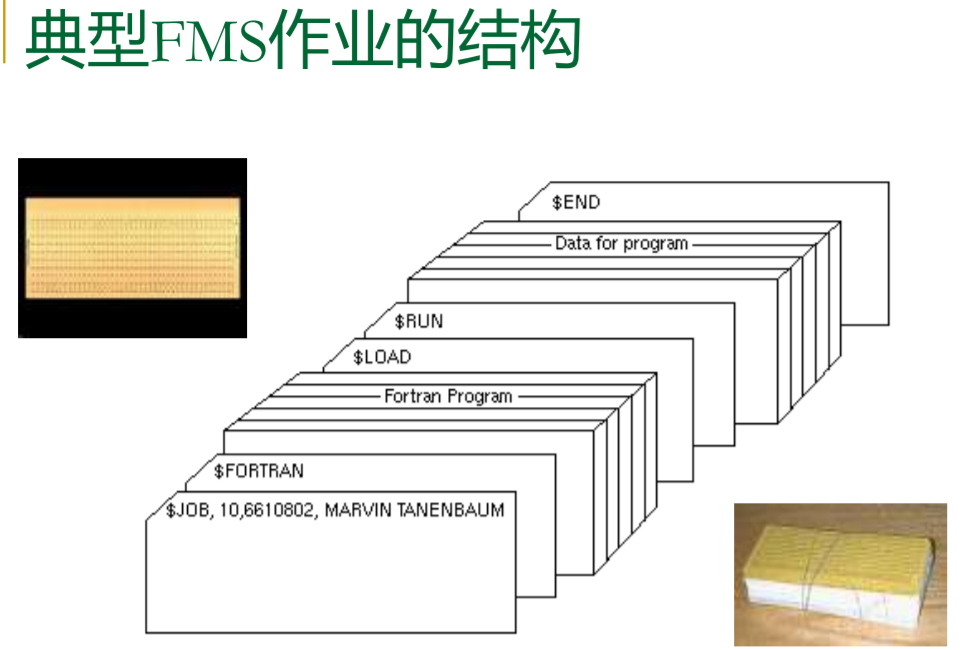 典型FMS作业的结构
$END
Data for program
$RUN
$LOAD
Fortran Program
$FORTRAN
$JOB, 10,6610802, MARVIN TANENBAUM